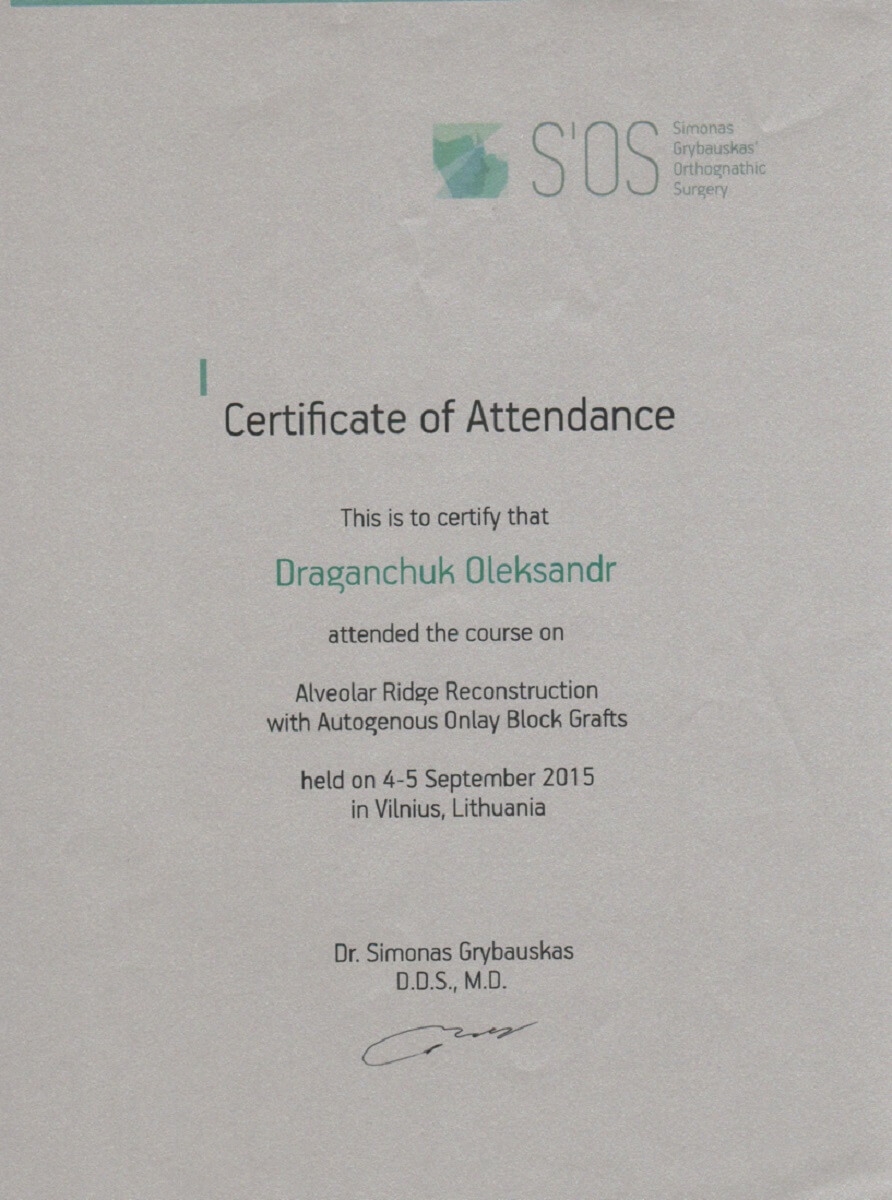 S'OS
Simonas
Grybauskas'
Orthognathic
Surgery
Certificate of Attendance
This is to certify that
Draganchuk Oleksandr
attended the course on
Alveolar Ridge Reconstruction
with Autogenous Onlay Block Grafts
held on 4-5 September 2015
in Vilnius, Lithuania
Dr. Simonas Grybauskas
D.D.S., M.D.